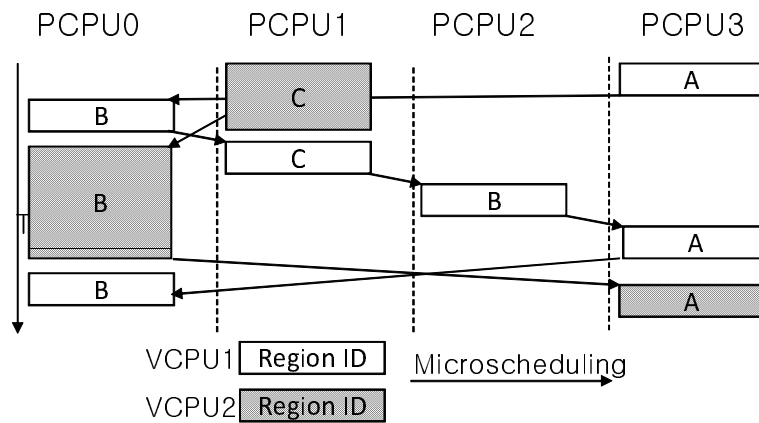 PCPU0 PCPU1 PCPU2 PCPU3
A
C
B
C
B
B
A
B
A
T
VCPU1 Region ID
Microscheduling
VCPU2 Region ID